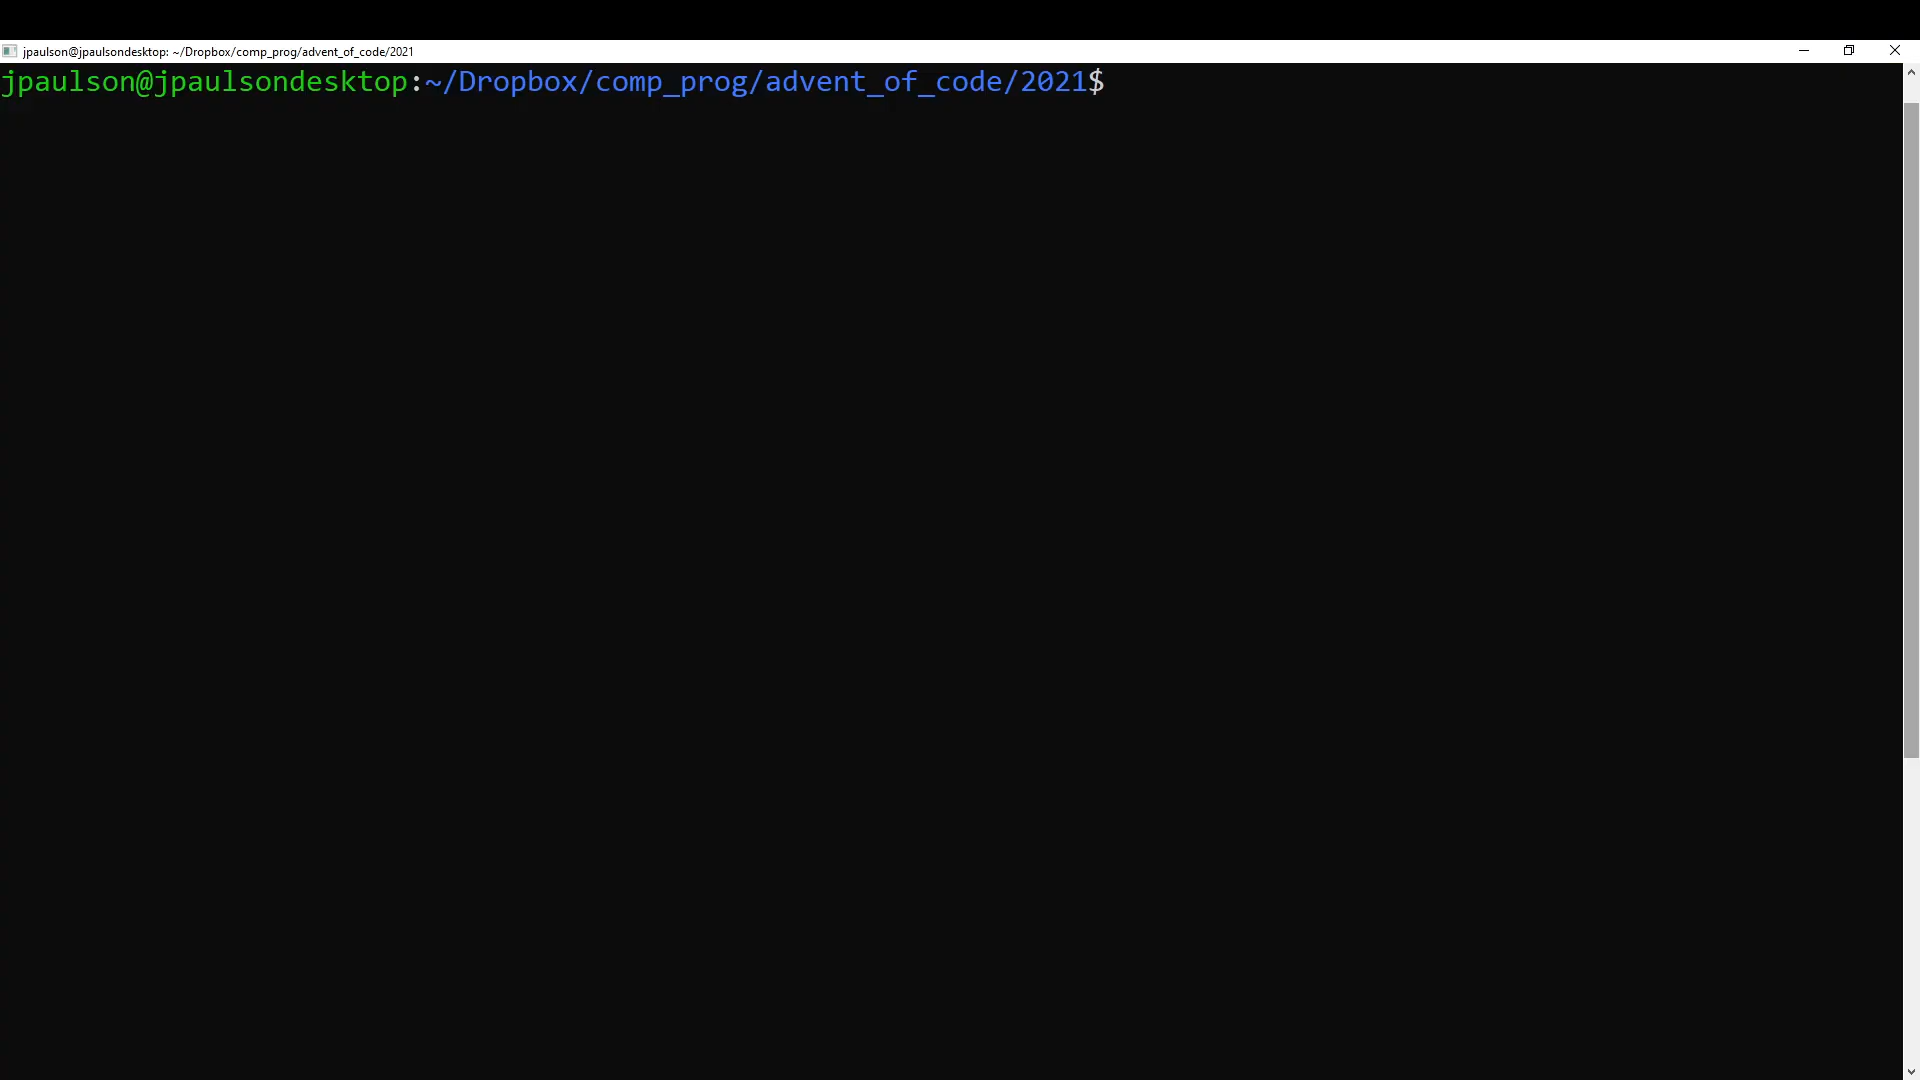 jpaulson@jpaulsondesktop: ~/Dropbox/comp_prog/advent_of_code/2021
jpaulson@jpaulsondesktop:~/Dropbox/comp_prog/advent_of_code/2021$